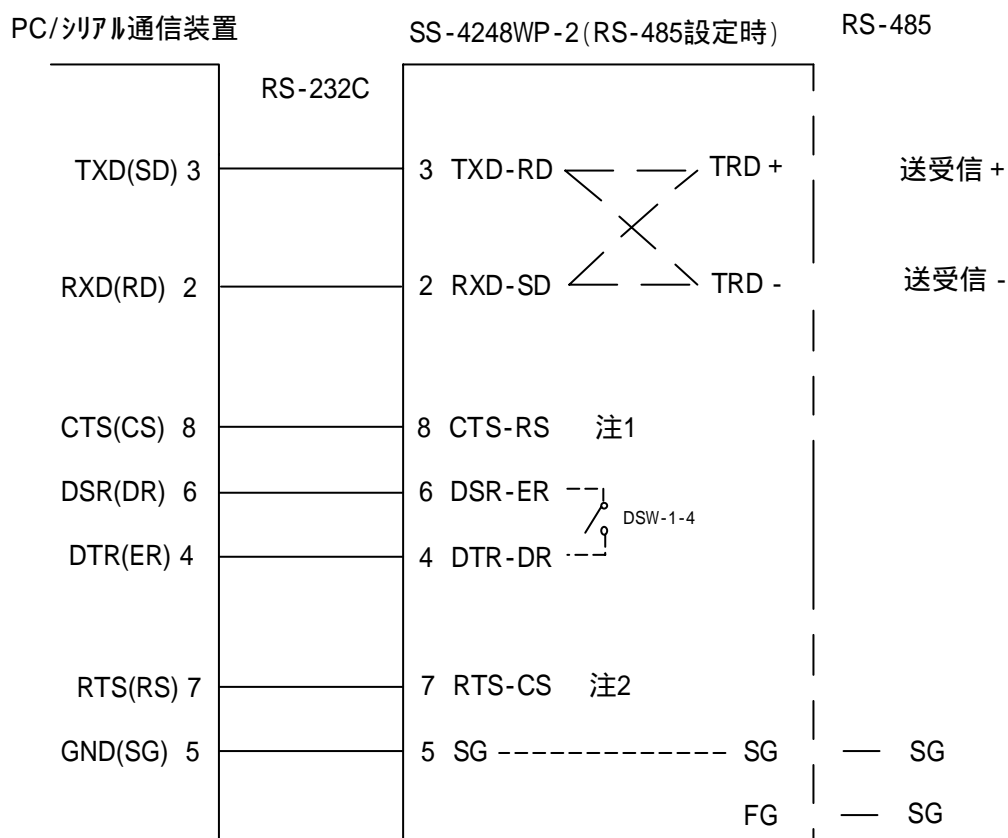 PC/ｼﾘｱﾙ通信装置 SS-4248WP-2(RS-485設定時) RS-485
RS-232C
TXD(SD) 3 3 TXD-RD TRD + 送受信 +
RXD(RD) 2 2 RXD-SD TRD - 送受信 -
CTS(CS) 8 8 CTS-RS 注1
DSR(DR) 6 6 DSR-ER
DSW-1-4
DTR(ER) 4 4 DTR-DR
RTS(RS) 7 7 RTS-CS 注2
GND(SG) 5 5 SG SG SG
FG SG